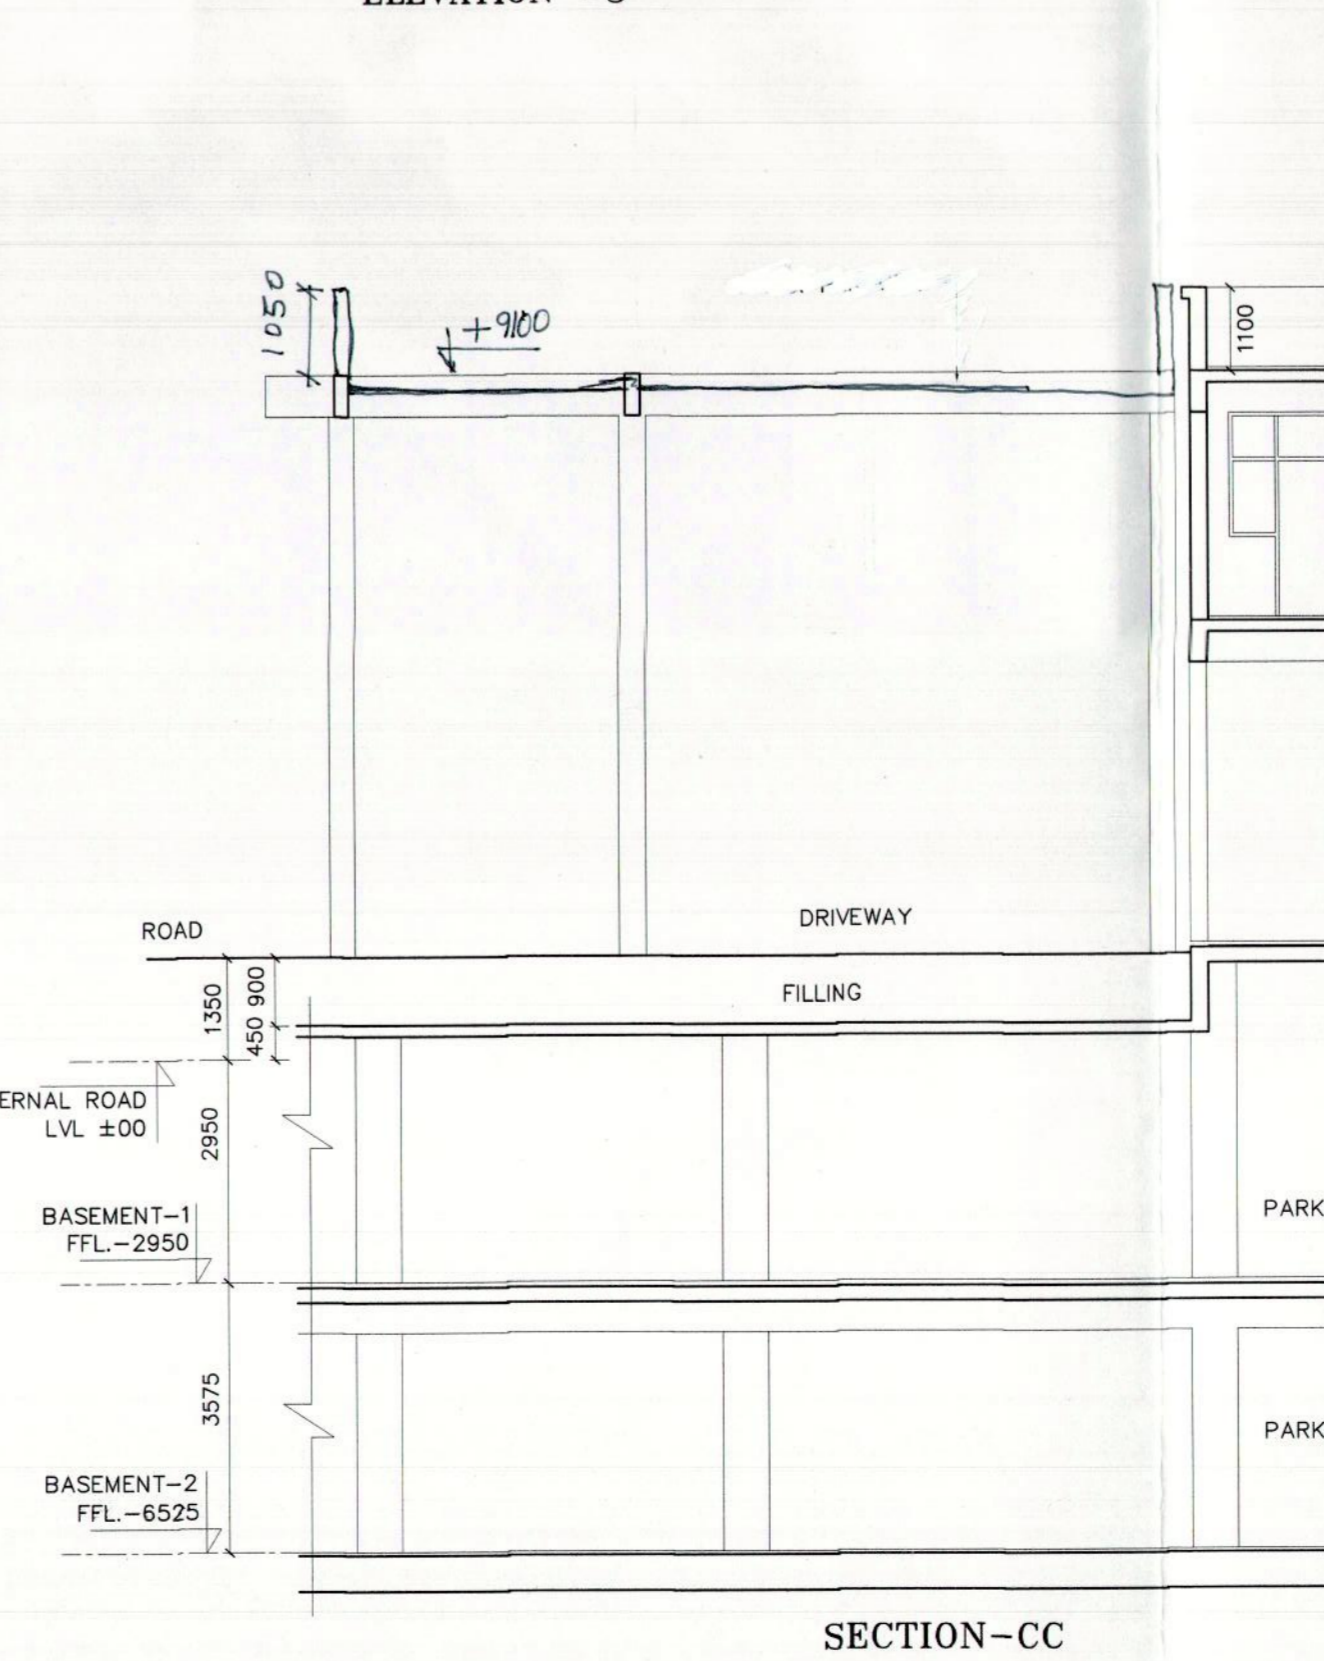 1050
+9100
1100
ROAD
DRIVEWAY
FILLING
1350
900
450
LVL ±00
ROAD
2950
BASEMENT-1
FFL.-2950
PARK
3575
PARK
BASEMENT-2
FFL.-6525
SECTION-CC